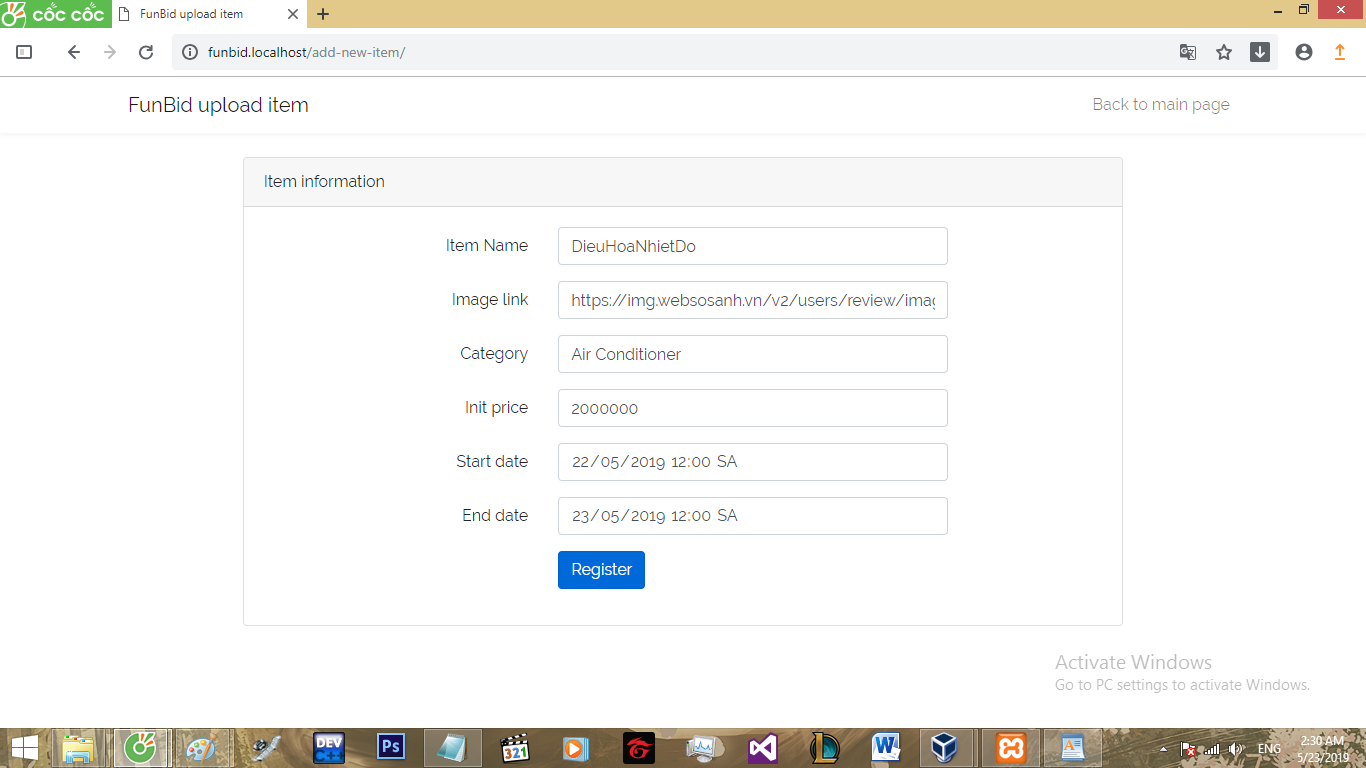 cốc cốc
FunBid upload item
funbid.localhost/add-new-item/
FunBid upload item
Back to main page
Item information
Item Name
DieuHoaNhietDo
Image link
https://img.websosanh.vn/v2/users/review/imag
Category
Air Conditioner
Init price
2000000
Start date
22/05/2019 12:00 SA
End date
23/05/2019 12:00 SA
Register
Activate Windows
Go to PC settings to activate Windows.
DEV
C++
Ps
321
ENG
2:30 AM
5/23/2019